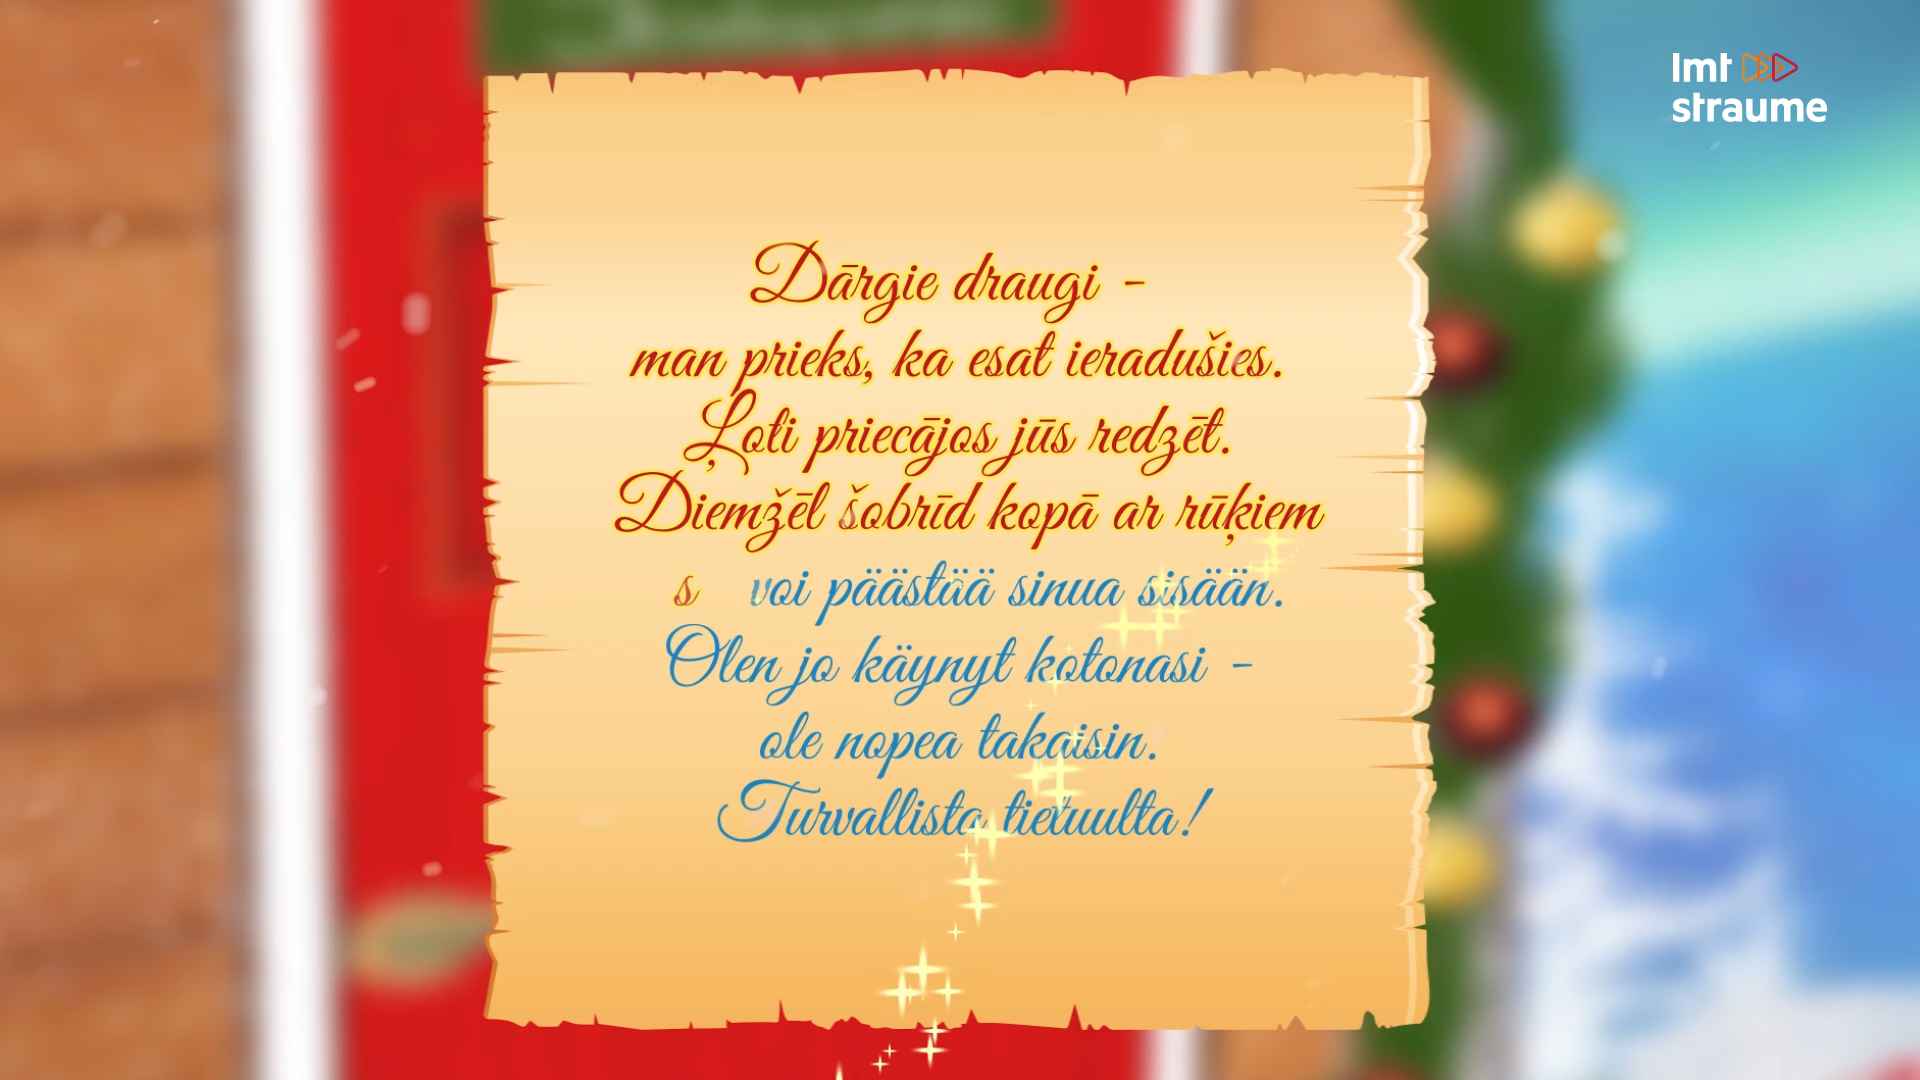 lmt
straume
Dārgie draugi -
man prieks, ka esat ieradušies.
Ļoti priecājos jūs redzēt.
Diemžēl šobrīd kopā ar rūķiem
s voi päästää sinua sisään.
Olen jo käynyt kotonasi -
ole nopea takaisin.
Turvallista tietuulta!